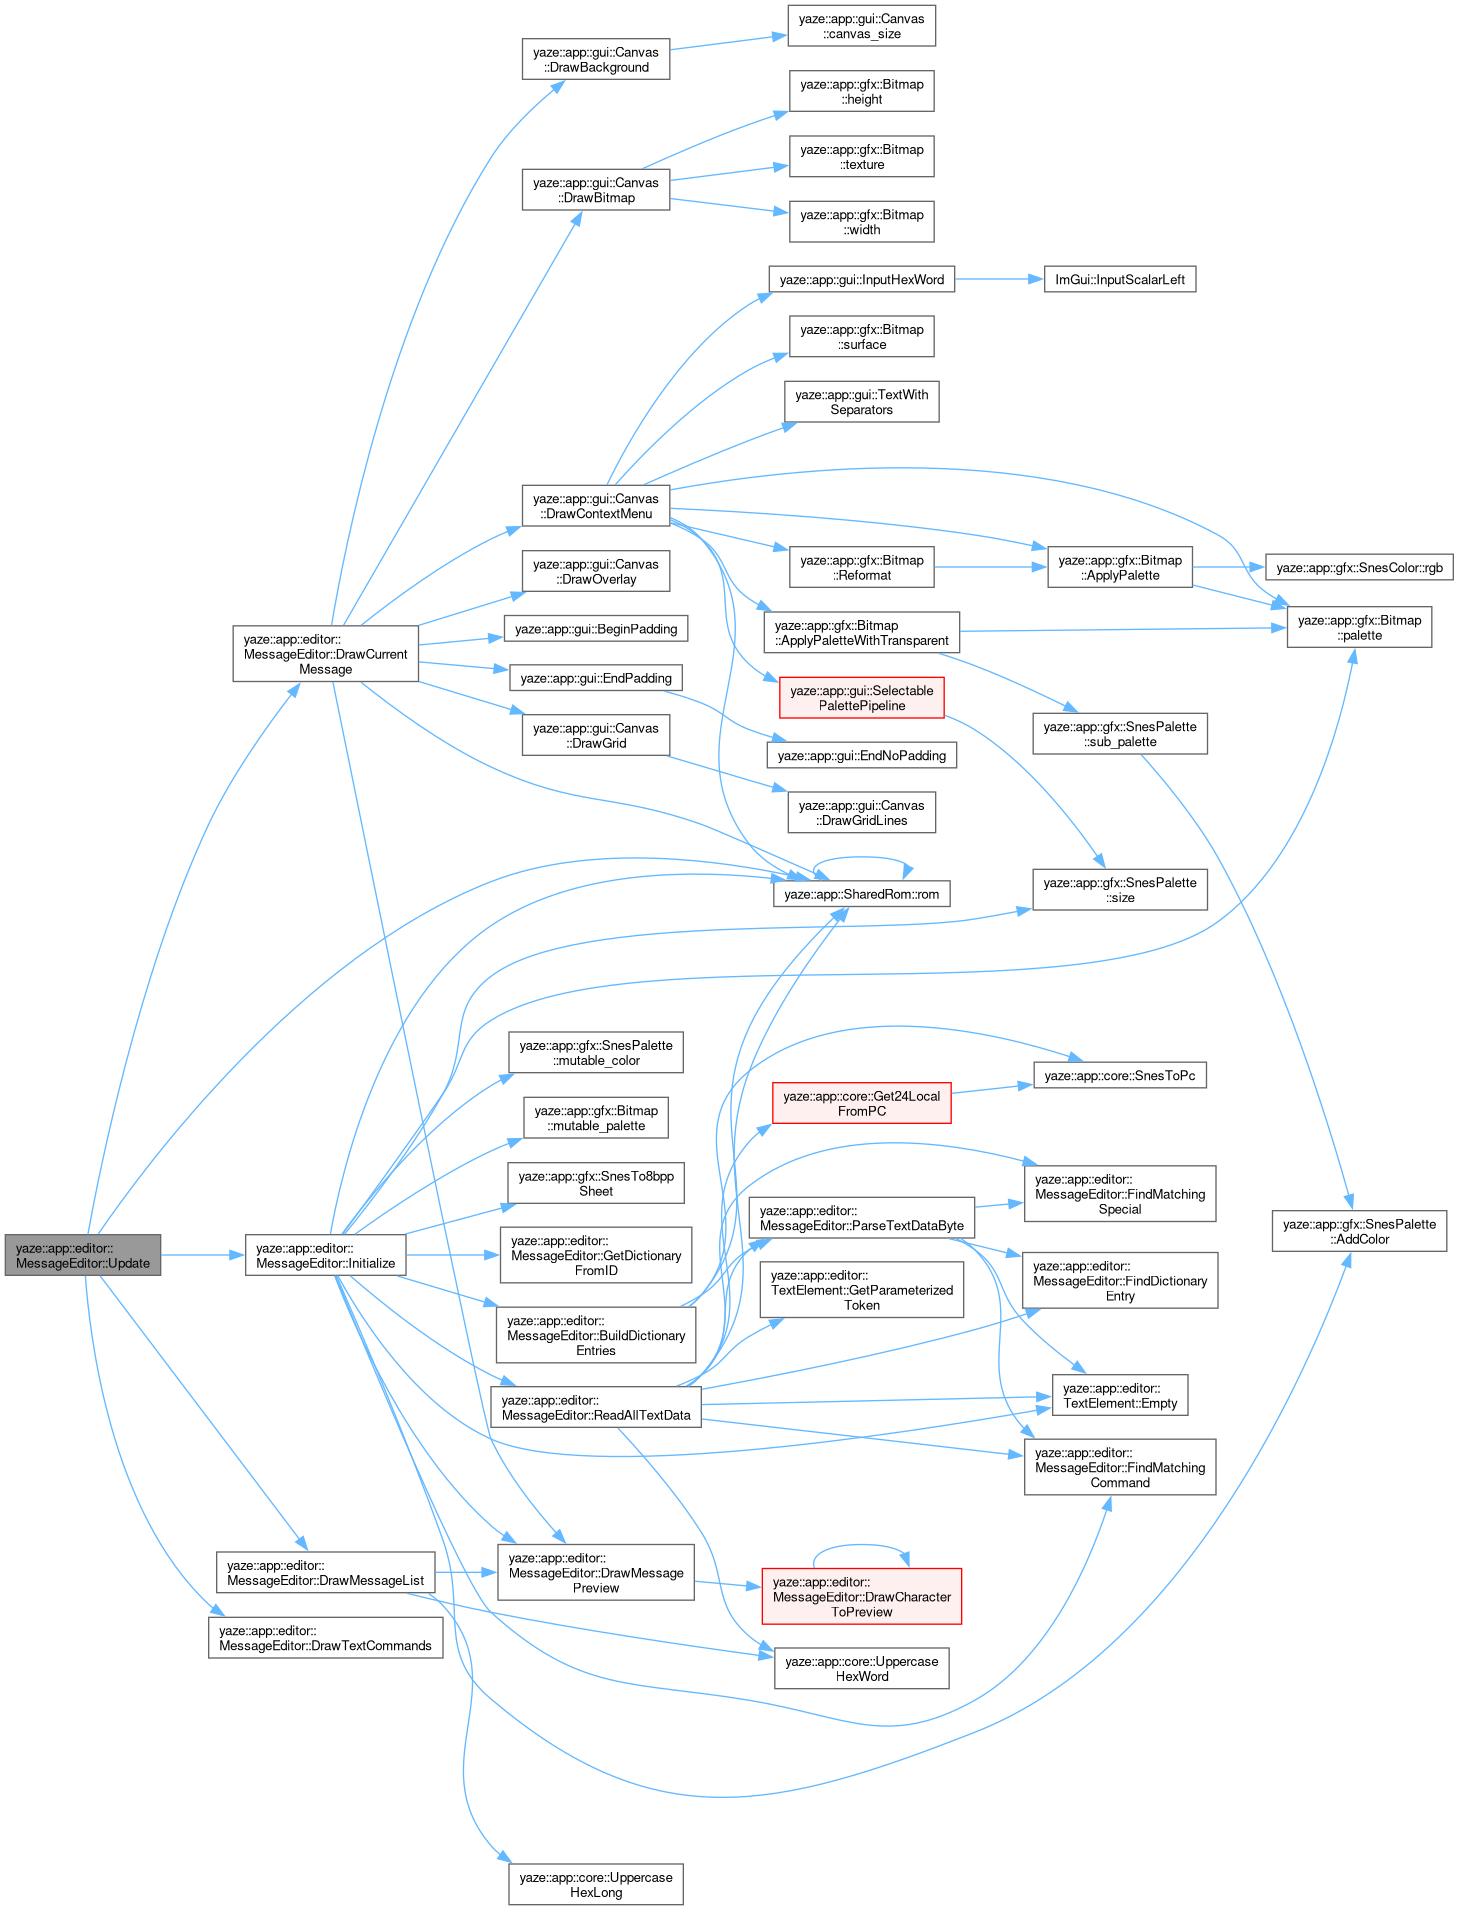 yaze::app::gui::Canvas
::canvas_size
yaze::app::gui::Canvas
::DrawBackground
yaze::app::gfx::Bitmap
::height
yaze::app::gfx::Bitmap
::texture
yaze::app::gui::Canvas
::DrawBitmap
yaze::app::gfx::Bitmap
::width
yaze::app::gui::InputHexWord
ImGui::InputScalarLeft
yaze::app::gfx::Bitmap
::surface
yaze::app::gui::TextWith
Separators
yaze::app::gui::Canvas
::DrawContextMenu
yaze::app::gui::Canvas
::DrawOverlay
yaze::app::gfx::Bitmap
::Reformat
yaze::app::gfx::Bitmap
::ApplyPalette
yaze::app::gfx::SnesColor::rgb
yaze::app::gui::BeginPadding
yaze::app::gfx::Bitmap
::ApplyPaletteWithTransparent
yaze::app::gfx::Bitmap
::palette
yaze::app::editor::
MessageEditor::DrawCurrent
Message
yaze::app::gui::EndPadding
yaze::app::gui::Selectable
PalettePipeline
yaze::app::gui::Canvas
::DrawGrid
yaze::app::gfx::SnesPalette
::sub_palette
yaze::app::gui::EndNoPadding
yaze::app::gui::Canvas
::DrawGridLines
yaze::app::SharedRom::rom
yaze::app::gfx::SnesPalette
::size
yaze::app::gfx::SnesPalette
::mutable_color
yaze::app::core::SnesToPc
yaze::app::gfx::Bitmap
::mutable_palette
yaze::app::core::Get24Local
FromPC
yaze::app::gfx::SnesTo8bpp
Sheet
yaze::app::editor::
MessageEditor::FindMatching
Special
yaze::app::editor::
MessageEditor::ParseTextDataByte
yaze::app::gfx::SnesPalette
::AddColor
yaze::app::editor::
MessageEditor::Update
yaze::app::editor::
MessageEditor::Initialize
yaze::app::editor::
MessageEditor::GetDictionary
FromID
yaze::app::editor::
MessageEditor::FindDictionary
Entry
yaze::app::editor::
TextElement::GetParameterized
Token
yaze::app::editor::
MessageEditor::BuildDictionary
Entries
yaze::app::editor::
MessageEditor::ReadAllTextData
yaze::app::editor::
TextElement::Empty
yaze::app::editor::
MessageEditor::FindMatching
Command
yaze::app::editor::
MessageEditor::DrawMessageList
yaze::app::editor::
MessageEditor::DrawMessage
Preview
yaze::app::editor::
MessageEditor::DrawCharacter
ToPreview
yaze::app::editor::
MessageEditor::DrawTextCommands
yaze::app::core::Uppercase
HexWord
yaze::app::core::Uppercase
HexLong